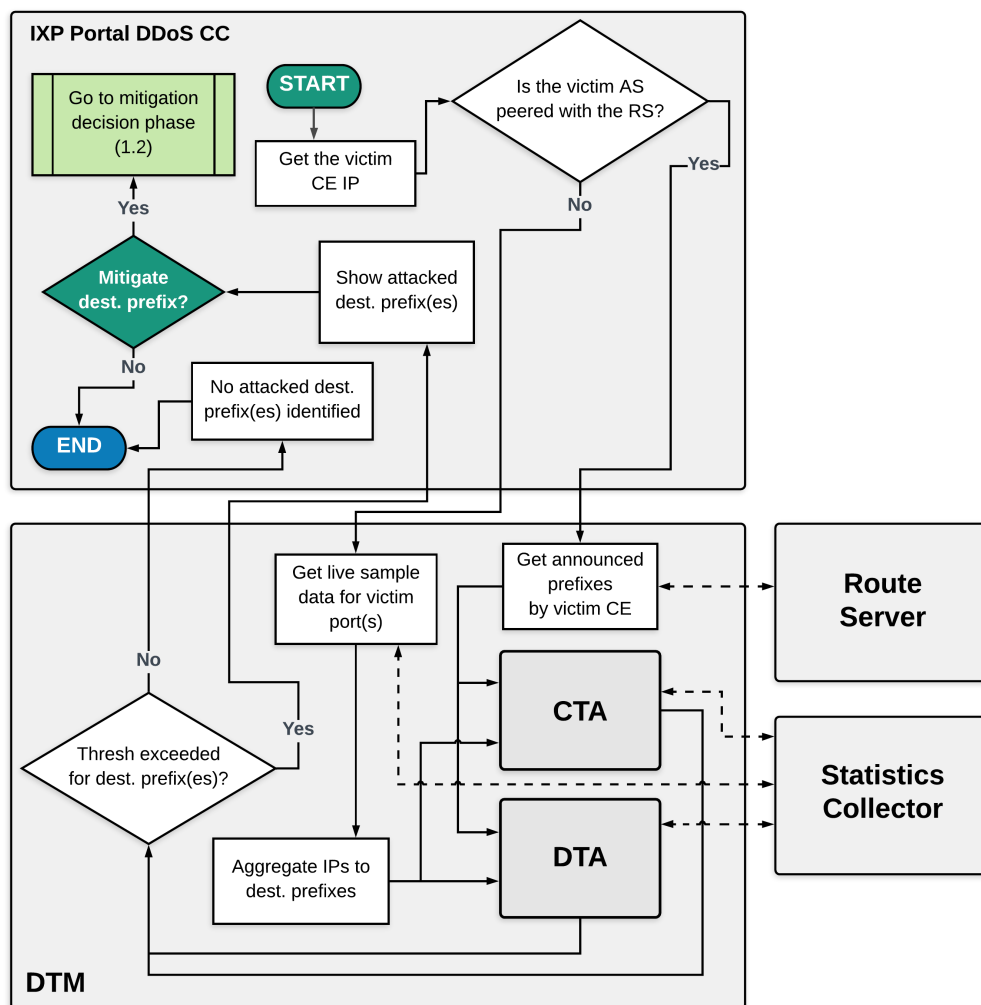 IXP Portal DDoS CC
START
Is the victim AS
peered with the RS?
Go to mitigation
decision phase
(1.2)
Get the victim
CE IP
Yes
No
Yes
Show attacked
dest. prefix(es)
Mitigate
dest. prefix?
No
No attacked dest.
prefix(es) identified
END
Get live sample
data for victim
port(s)
Get announced
prefixes
by victim CE
Route
Server
No
CTA
Yes
Thresh exceeded
for dest. prefix(es)?
Statistics
Collector
Aggregate IPs to
dest. prefixes
DTA
DTM